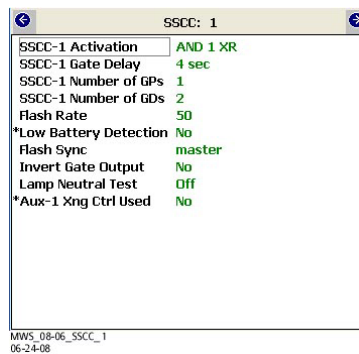 SSCC: 1
SSCC-1 Activation AND 1 XR
SSCC-1 Gate Delay 4 sec
SSCC-1 Number of GPs 1
SSCC-1 Number of GDs 2
Flash Rate 50
*Low Battery Detection No
Flash Sync master
Invert Gate Output No
Lamp Neutral Test Off
*Aux-1 Xng Ctrl Used No
MWS_08-06_SSCC_1
06-24-08